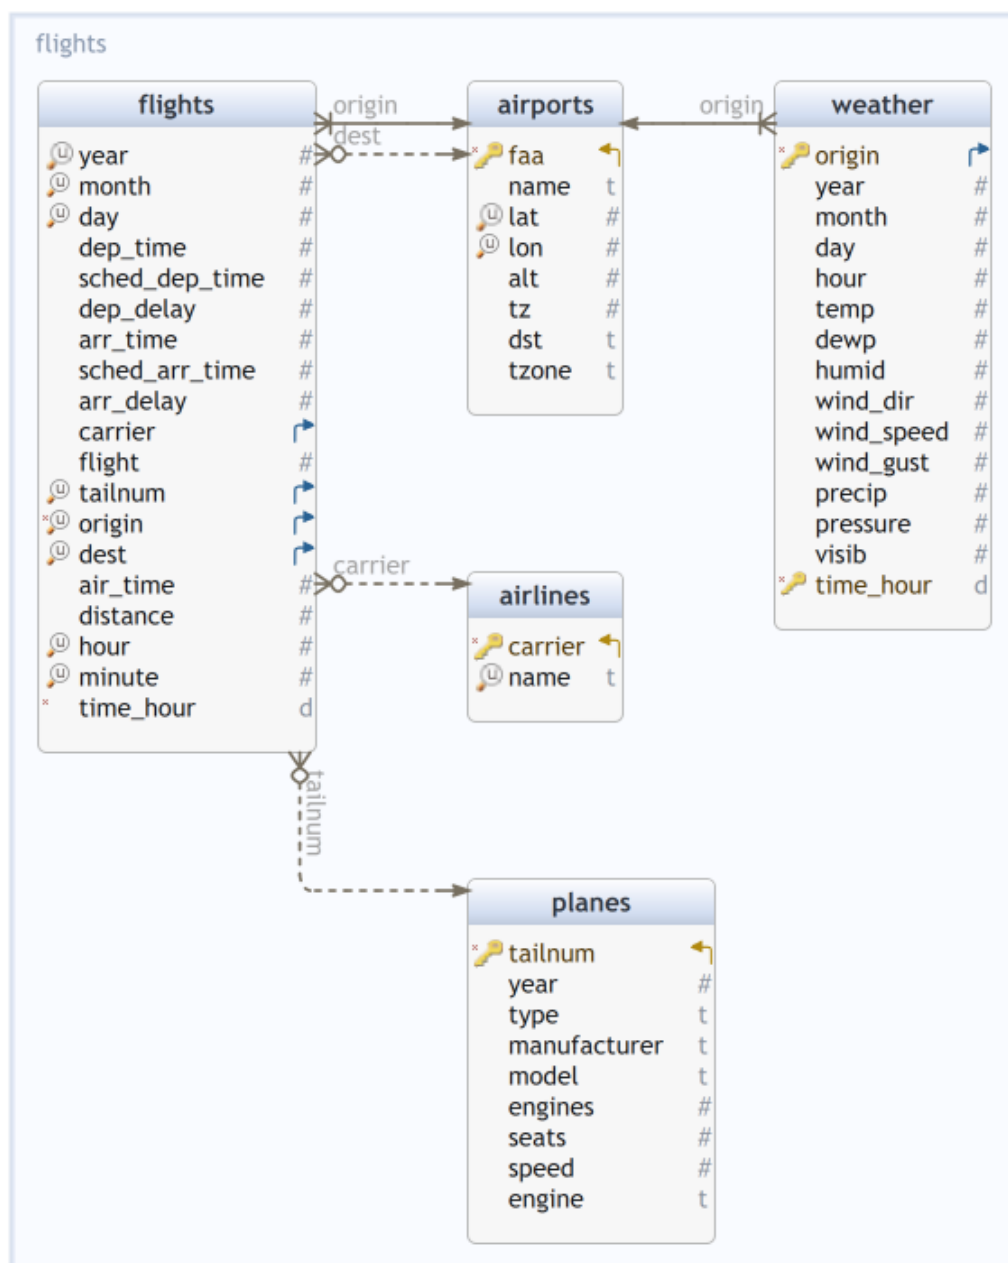 flights
flights
year #
month #
day #
dep_time #
sched_dep_time #
dep_delay #
arr_time #
sched_arr_time #
arr_delay #
carrier
flight #
tailnum
origin
dest
air_time #
distance #
hour #
minute #
time_hour d
origin
dest
airports
faa
name t
lat #
lon #
alt #
tz #
dst t
tzone t
origin
weather
origin
year #
month #
day #
hour #
temp #
dewp #
humid #
wind_dir #
wind_speed #
wind_gust #
precip #
pressure #
visib #
time_hour d
carrier
airlines
carrier
name t
tailnum
planes
tailnum
year #
type t
manufacturer t
model t
engines #
seats #
speed #
engine t